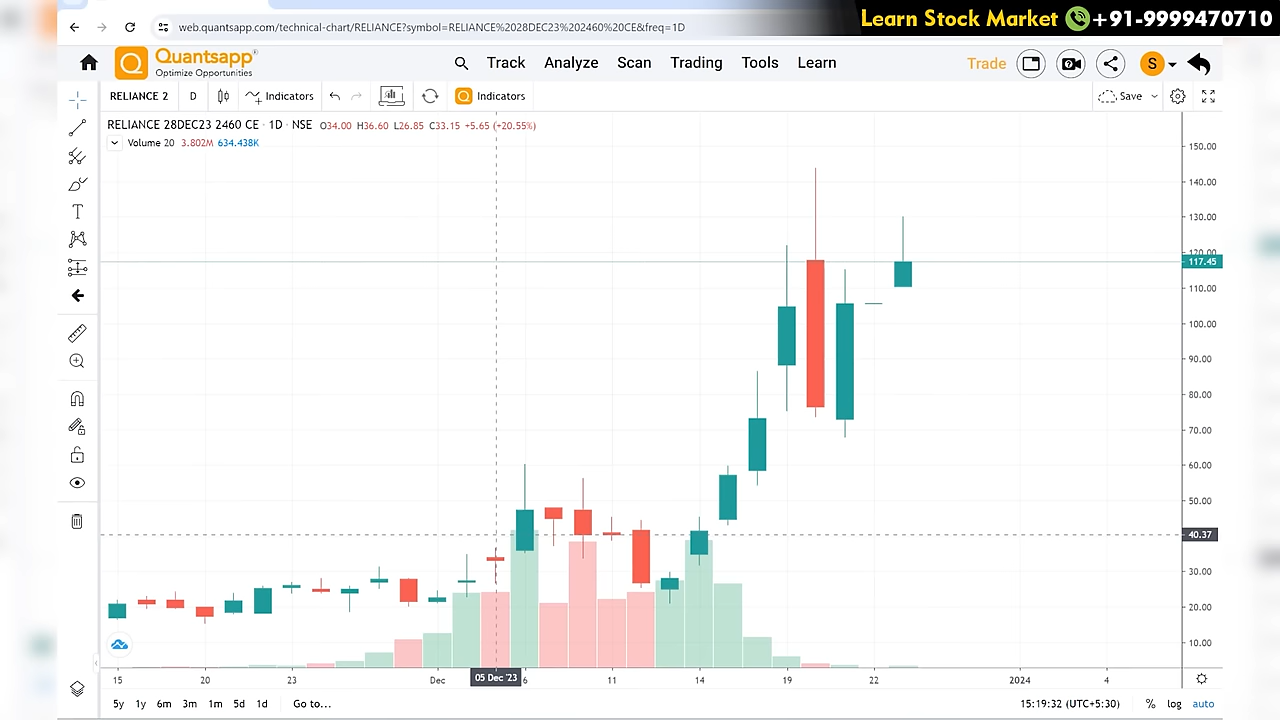 Learn Stock Market +91-9999470710
web.quantsapp.com/technical-chart/RELIANCE?symbol=RELIANCE%2028DEC23%202460%20CE&freq=1D
Quantsapp
Optimize Opportunities
Track Analyze Scan Trading Tools Learn Trade S
RELIANCE 2 D Indicators Indicators Save
RELIANCE 28DEC23 2460 CE · 1D · NSE O34.00 H36.60 L26.85 C33.15 +5.65 (+20.55%)
Volume 20 3.802M 634.438K
150.00
140.00
130.00
120.00
117.45
110.00
100.00
90.00
80.00
70.00
60.00
50.00
40.37
30.00
20.00
10.00
15 20 23 Dec 05 Dec '23 6 11 14 19 22 2024 4
5y 1y 6m 3m 1m 5d 1d Go to... 15:19:32 (UTC+5:30) % log auto